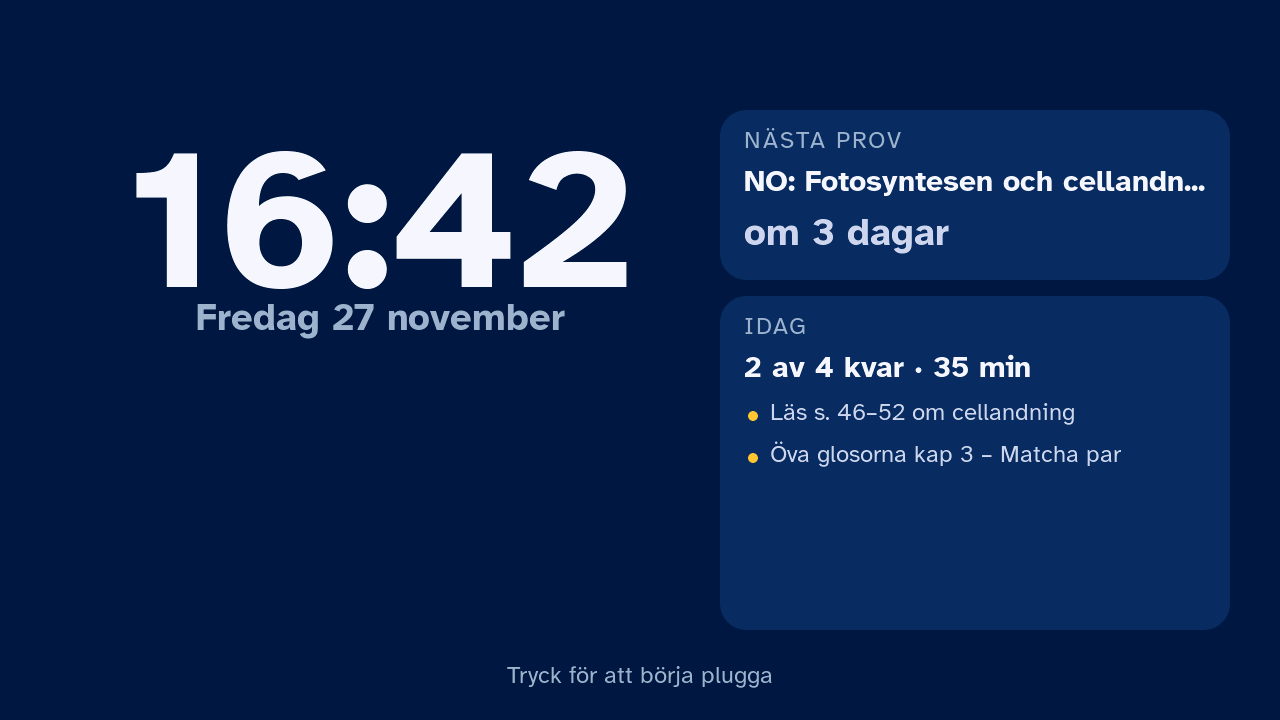 16:42
Fredag 27 november
NÄSTA PROV
NO: Fotosyntesen och cellandn...
om 3 dagar
IDAG
2 av 4 kvar · 35 min
Läs s. 46–52 om cellandning
Öva glosorna kap 3 – Matcha par
Tryck för att börja plugga